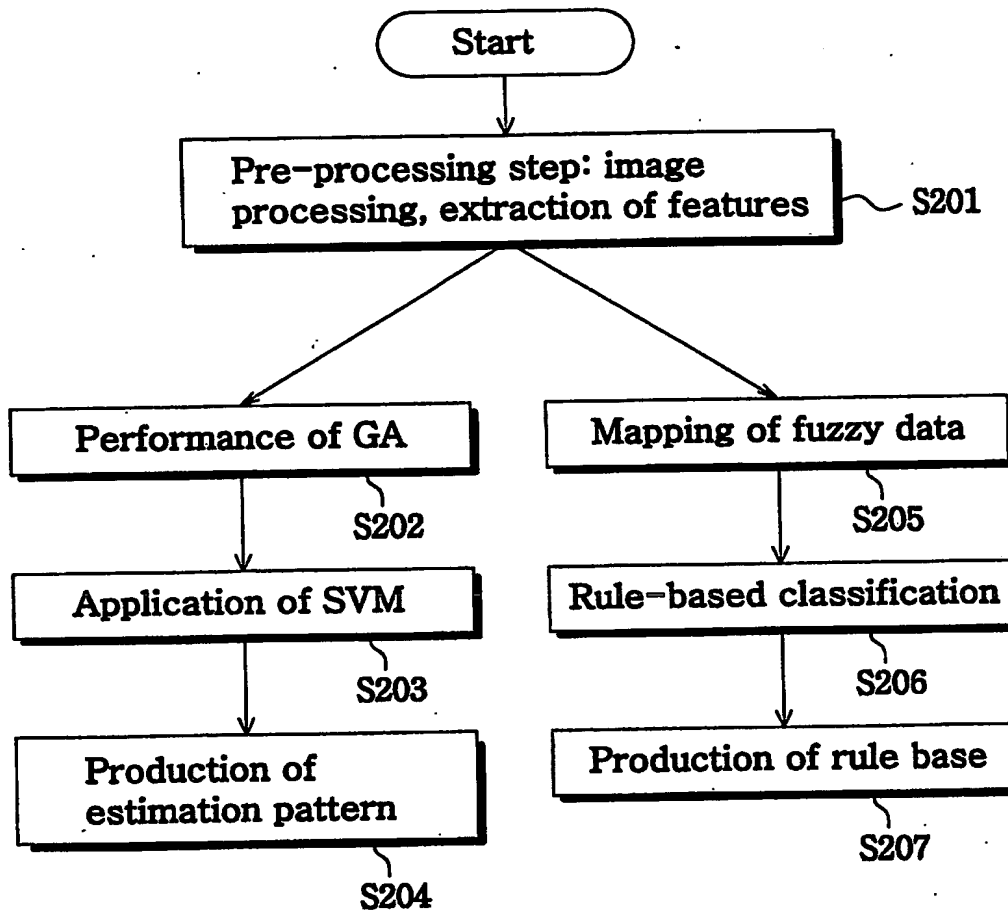 Start
Pre-processing step: image
processing, extraction of features
S201
Performance of GA
S202
Application of SVM
S203
Production of
estimation pattern
S204
Mapping of fuzzy data
S205
Rule-based classification
S206
Production of rule base
S207